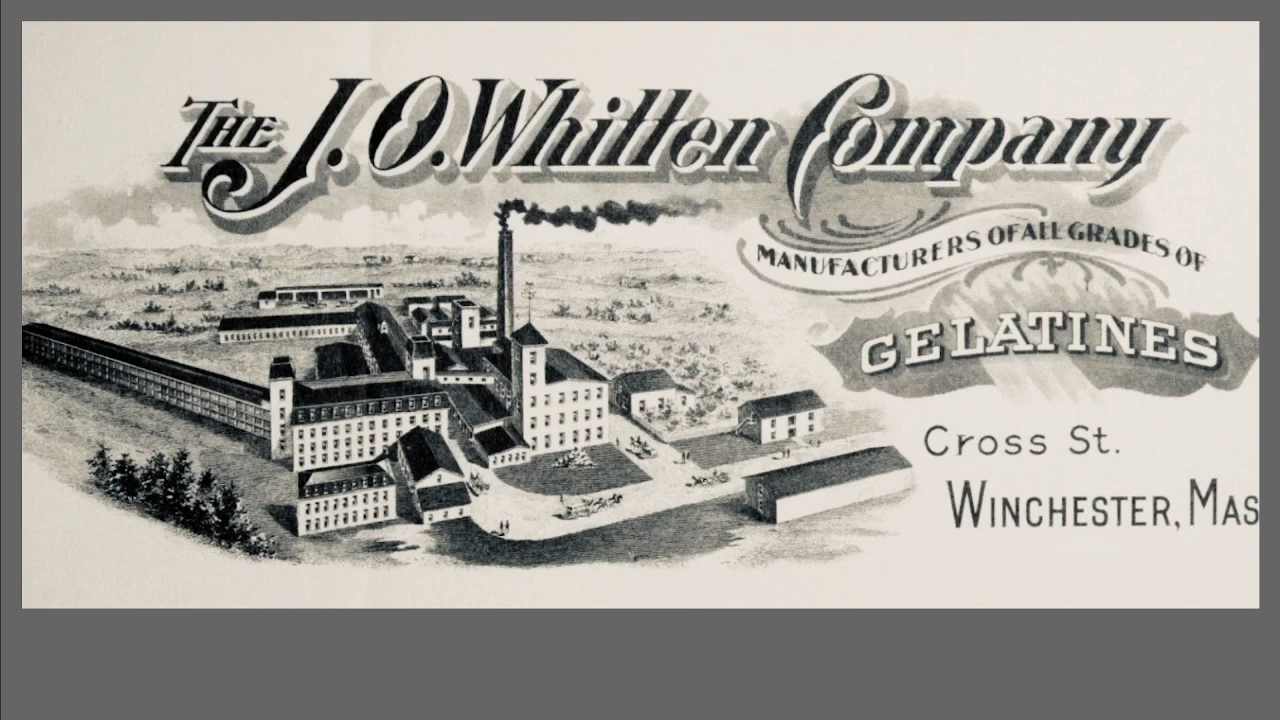 THE J. O. Whitten Company
MANUFACTURERS OF ALL GRADES OF
GELATINES
Cross St.
WINCHESTER, MAS